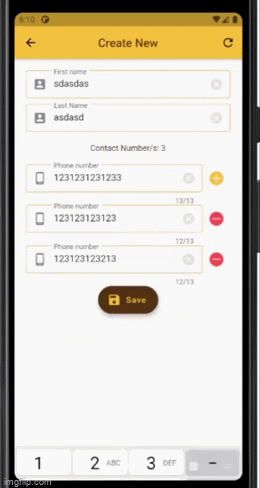 8:10
Create New
First name
sdasdas
Last Name
asdasd
Contact Number/s: 3
Phone number
1231231231233
13/13
Phone number
123123123123
12/13
Phone number
123123123213
12/13
Save
1 2 ABC 3 DEF -
imgflip.com